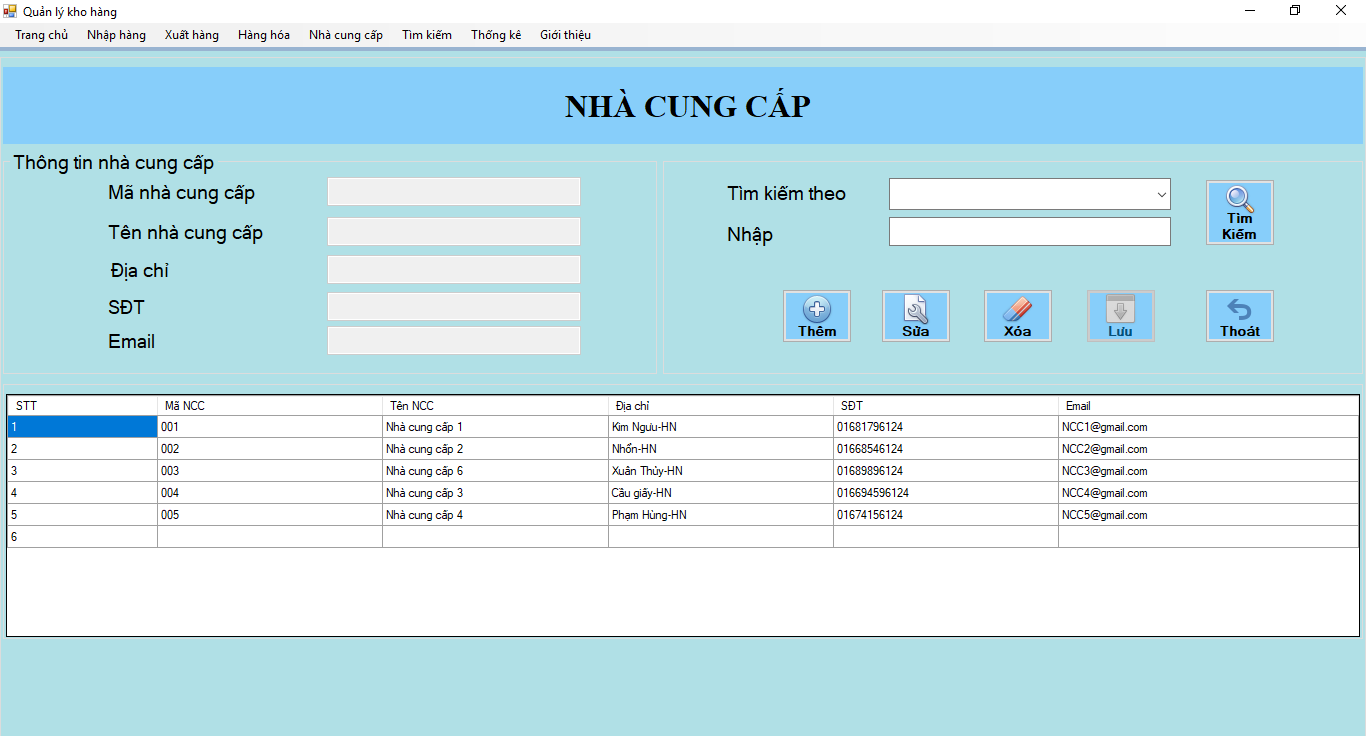 Quản lý kho hàng
Trang chủ Nhập hàng Xuất hàng Hàng hóa Nhà cung cấp Tìm kiếm Thống kê Giới thiệu
NHÀ CUNG CẤP
Thông tin nhà cung cấp
Mã nhà cung cấp
Tên nhà cung cấp
Địa chỉ
SĐT
Email
Tìm kiếm theo
Nhập
Tìm
Kiếm
Thêm Sửa Xóa Lưu Thoát
STT Mã NCC Tên NCC Địa chỉ SĐT Email
1 001 Nhà cung cấp 1 Kim Ngưu-HN 01681796124 NCC1@gmail.com
2 002 Nhà cung cấp 2 Nhổn-HN 01668546124 NCC2@gmail.com
3 003 Nhà cung cấp 6 Xuân Thủy-HN 01689896124 NCC3@gmail.com
4 004 Nhà cung cấp 3 Cầu giấy-HN 016694596124 NCC4@gmail.com
5 005 Nhà cung cấp 4 Phạm Hùng-HN 01674156124 NCC5@gmail.com
6